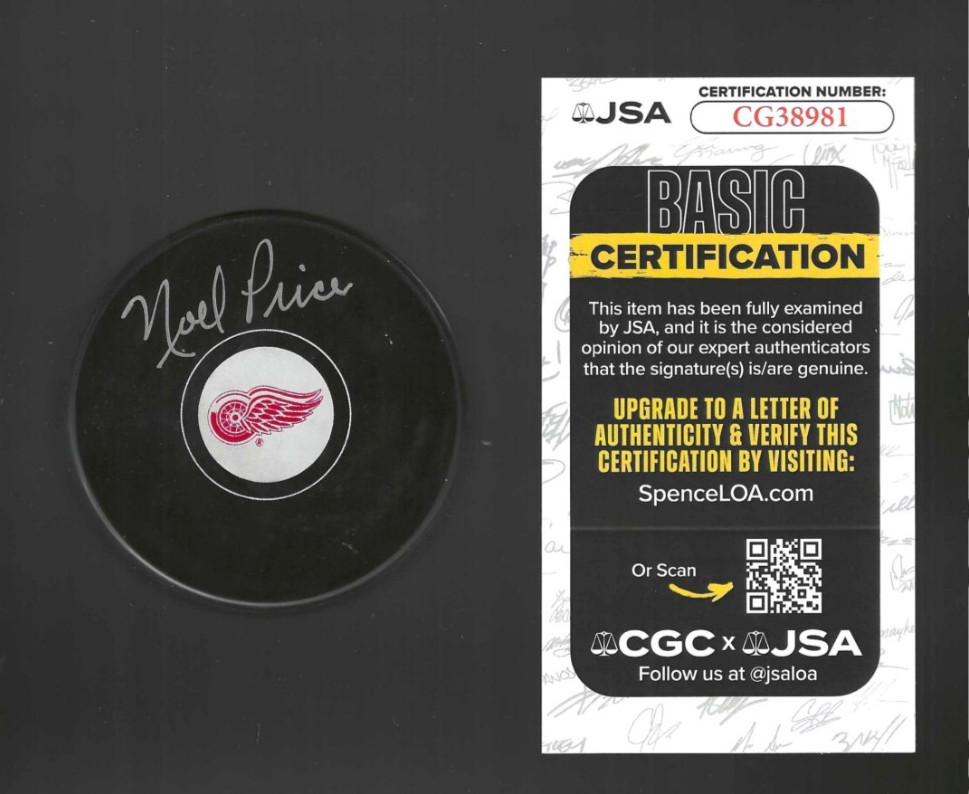 Noel Price
JSA
CERTIFICATION NUMBER:
CG38981
BASIC
CERTIFICATION
This item has been fully examined
by JSA, and it is the considered
opinion of our expert authenticators
that the signature(s) is/are genuine.
UPGRADE TO A LETTER OF
AUTHENTICITY & VERIFY THIS
CERTIFICATION BY VISITING:
SpenceLOA.com
Or Scan
CGC x JSA
Follow us at @jsaloa